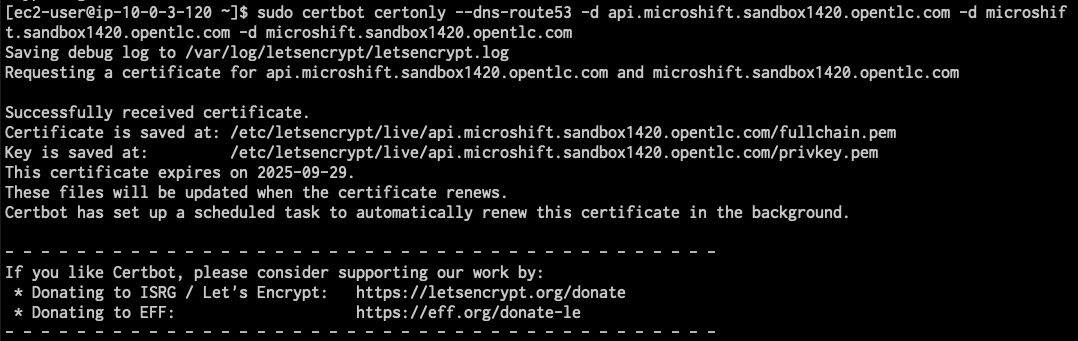 [ec2-user@ip-10-0-3-120 ~]$ sudo certbot certonly --dns-route53 -d api.microshift.sandbox1420.opentlc.com -d microshif
t.sandbox1420.opentlc.com -d microshift.sandbox1420.opentlc.com
Saving debug log to /var/log/letsencrypt/letsencrypt.log
Requesting a certificate for api.microshift.sandbox1420.opentlc.com and microshift.sandbox1420.opentlc.com

Successfully received certificate.
Certificate is saved at: /etc/letsencrypt/live/api.microshift.sandbox1420.opentlc.com/fullchain.pem
Key is saved at:         /etc/letsencrypt/live/api.microshift.sandbox1420.opentlc.com/privkey.pem
This certificate expires on 2025-09-29.
These files will be updated when the certificate renews.
Certbot has set up a scheduled task to automatically renew this certificate in the background.

- - - - - - - - - - - - - - - - - - - - - - - - - - - - - - - - - - - - - - - -
If you like Certbot, please consider supporting our work by:
 * Donating to ISRG / Let's Encrypt:   https://letsencrypt.org/donate
 * Donating to EFF:                    https://eff.org/donate-le
- - - - - - - - - - - - - - - - - - - - - - - - - - - - - - - - - - - - - - - -